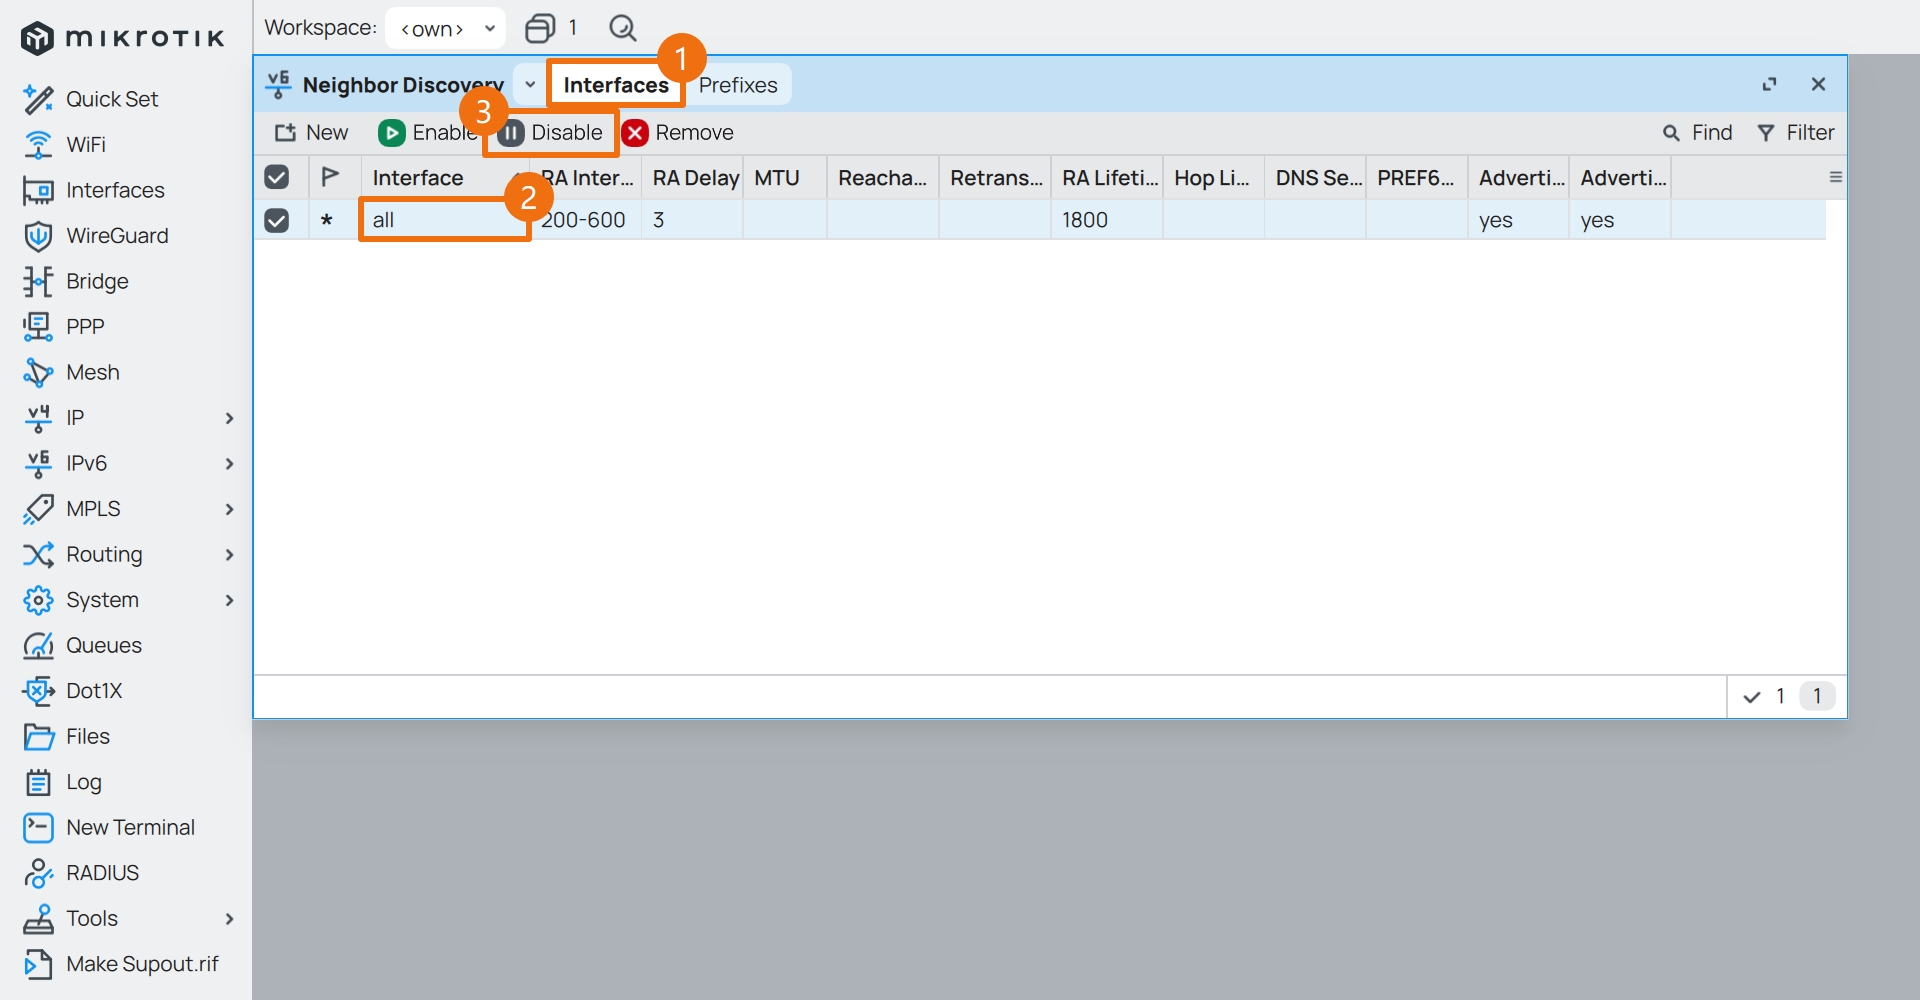 mikrotik
Workspace: <own> 1
Quick Set
WiFi
Interfaces
WireGuard
Bridge
PPP
Mesh
v4 IP
v6 IPv6
MPLS
Routing
System
Queues
Dot1X
Files
Log
New Terminal
RADIUS
Tools
Make Supout.rif
v6 Neighbor Discovery Interfaces Prefixes
1
3
New Enable Disable Remove Find Filter
Interface RA Inter... RA Delay MTU Reacha... Retrans... RA Lifeti... Hop Li... DNS Se... PREF6... Adverti... Adverti...
2
* all 200-600 3 1800 yes yes
1 1